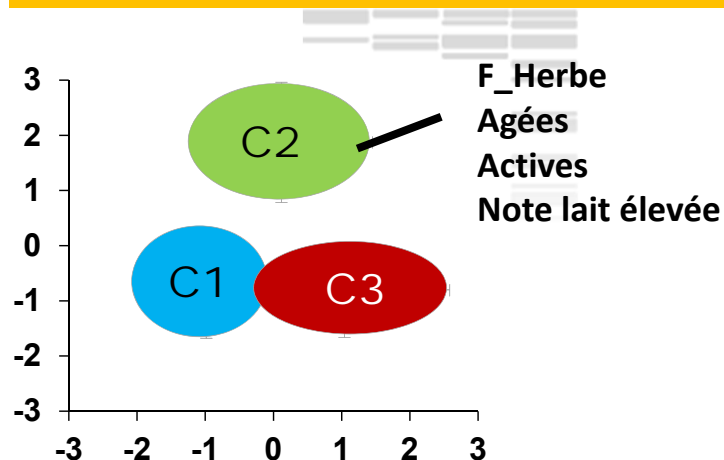 F_Herbe
Agées
Actives
Note lait élevée
3
2
1
0
-1
-2
-3
C2
C1
C3
-3 -2 -1 0 1 2 3